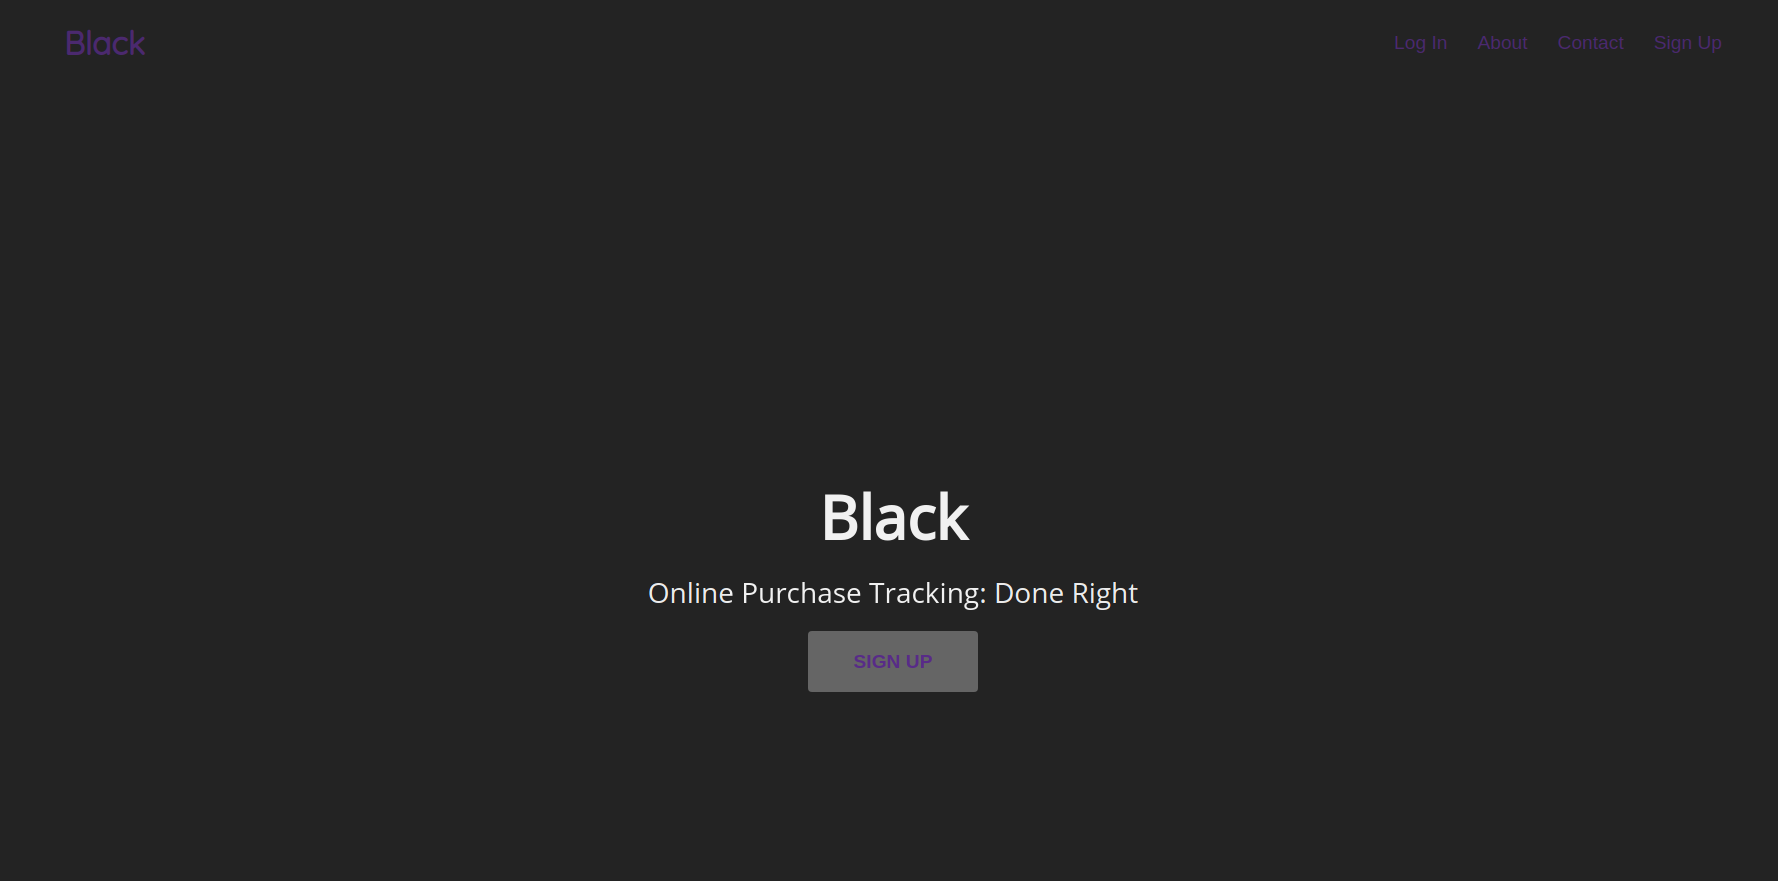 Black
Log In About Contact Sign Up
Black
Online Purchase Tracking: Done Right
SIGN UP